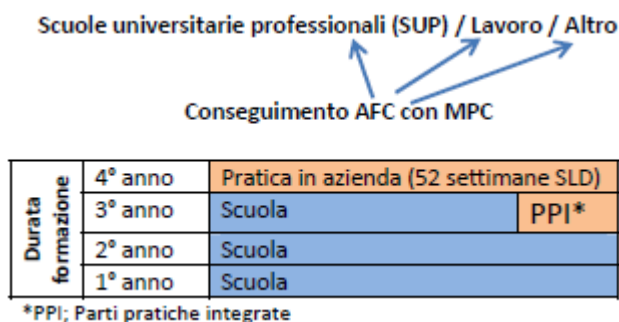 Scuole universitarie professionali (SUP) / Lavoro / Altro
Conseguimento AFC con MPC
Durata formazione
4° anno Pratica in azienda (52 settimane SLD)
3° anno Scuola PPI*
2° anno Scuola
1° anno Scuola
*PPI; Parti pratiche integrate